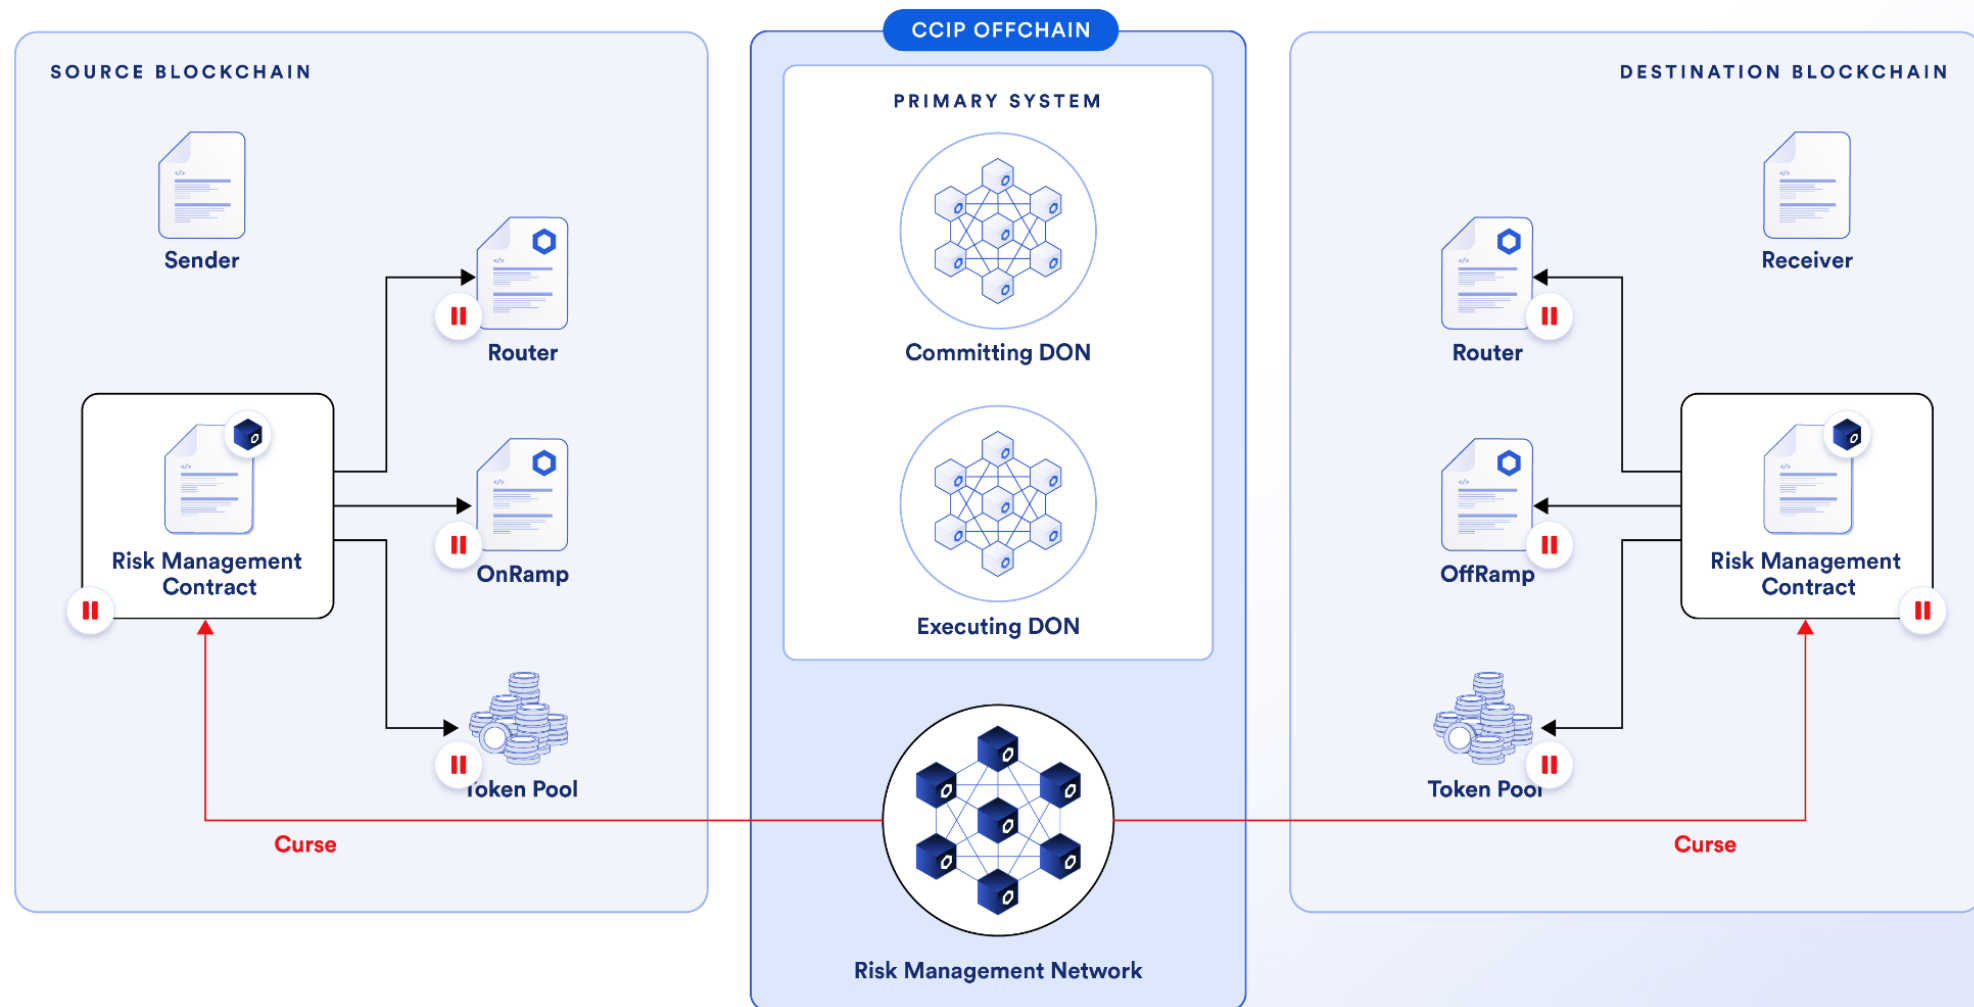 CCIP OFFCHAIN
SOURCE BLOCKCHAIN
Sender
Router
Risk Management
Contract
OnRamp
Token Pool
Curse
PRIMARY SYSTEM
Committing DON
Executing DON
Risk Management Network
DESTINATION BLOCKCHAIN
Receiver
Router
OffRamp
Risk Management
Contract
Token Pool
Curse